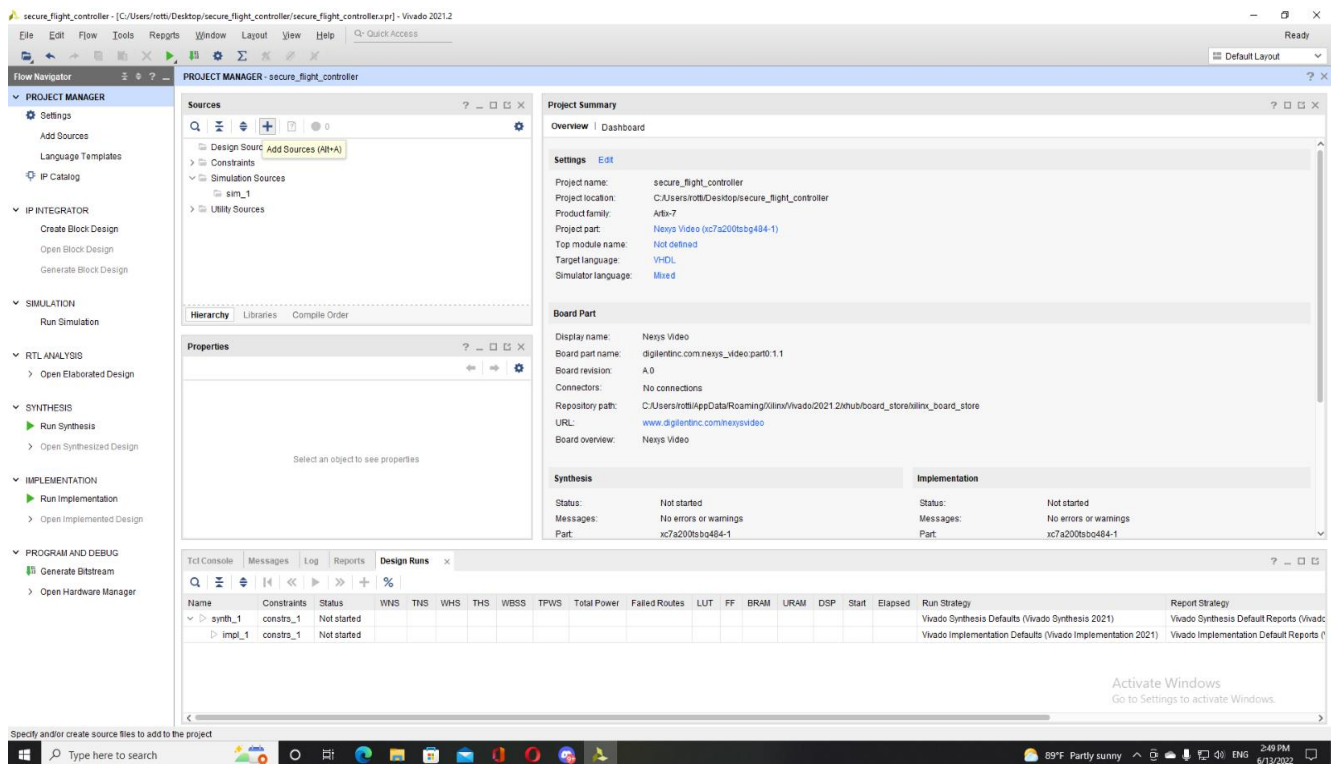 secure_flight_controller - [C:/Users/rotti/Desktop/secure_flight_controller/secure_flight_controller.xpr] - Vivado 2021.2
File Edit Flow Tools Reports Window Layout View Help Quick Access
Ready
Default Layout
Flow Navigator
PROJECT MANAGER - secure_flight_controller
PROJECT MANAGER
Settings
Add Sources
Language Templates
IP Catalog
IP INTEGRATOR
Create Block Design
Open Block Design
Generate Block Design
SIMULATION
Run Simulation
RTL ANALYSIS
Open Elaborated Design
SYNTHESIS
Run Synthesis
Open Synthesized Design
IMPLEMENTATION
Run Implementation
Open Implemented Design
PROGRAM AND DEBUG
Generate Bitstream
Open Hardware Manager
Sources
0
Design Sourc
Add Sources (Alt+A)
Constraints
Simulation Sources
sim_1
Utility Sources
Hierarchy Libraries Compile Order
Properties
Select an object to see properties
Project Summary
Overview | Dashboard
Settings Edit
Project name: secure_flight_controller
Project location: C:/Users/rotti/Desktop/secure_flight_controller
Product family: Artix-7
Project part: Nexys Video (xc7a200tsbg484-1)
Top module name: Not defined
Target language: VHDL
Simulator language: Mixed
Board Part
Display name: Nexys Video
Board part name: digilentinc.com:nexys_video:part0:1.1
Board revision: A.0
Connectors: No connections
Repository path: C:/Users/rotti/AppData/Roaming/Xilinx/Vivado/2021.2/xhub/board_store/xilinx_board_store
URL: www.digilentinc.com/nexysvideo
Board overview: Nexys Video
Synthesis Implementation
Status: Not started Status: Not started
Messages: No errors or warnings Messages: No errors or warnings
Part: xc7a200tsbg484-1 Part: xc7a200tsbg484-1
Tcl Console Messages Log Reports Design Runs
Name Constraints Status WNS TNS WHS THS WBSS TPWS Total Power Failed Routes LUT FF BRAM URAM DSP Start Elapsed Run Strategy Report Strategy
synth_1 constrs_1 Not started Vivado Synthesis Defaults (Vivado Synthesis 2021) Vivado Synthesis Default Reports (Vivado
impl_1 constrs_1 Not started Vivado Implementation Defaults (Vivado Implementation 2021) Vivado Implementation Default Reports (V
Activate Windows
Go to Settings to activate Windows.
Specify and/or create source files to add to the project
Type here to search
89°F Partly sunny
ENG
2:49 PM
6/13/2022